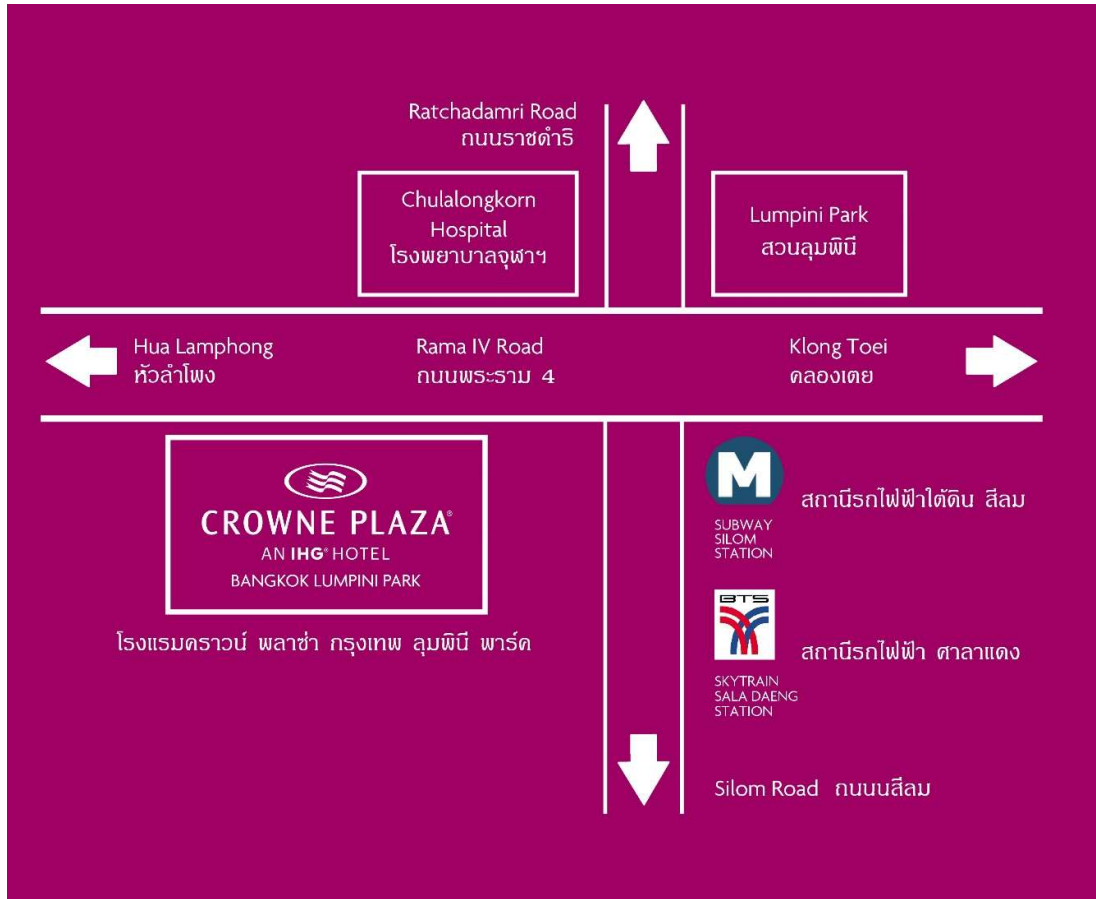 Ratchadamri Road
ถนนราชดำริ
Chulalongkorn
Hospital
โรงพยาบาลจุฬาฯ
Lumpini Park
สวนลุมพินี
Hua Lamphong
หัวลำโพง
Rama IV Road
ถนนพระราม 4
Klong Toei
คลองเตย
CROWNE PLAZA®
AN IHG® HOTEL
BANGKOK LUMPINI PARK
โรงแรมคราวน์ พลาซ่า กรุงเทพ ลุมพินี พาร์ค
M
SUBWAY
SILOM
STATION
สถานีรถไฟฟ้าใต้ดิน สีลม
BTS
SKYTRAIN
SALA DAENG
STATION
สถานีรถไฟฟ้า ศาลาแดง
Silom Road ถนนนสีลม